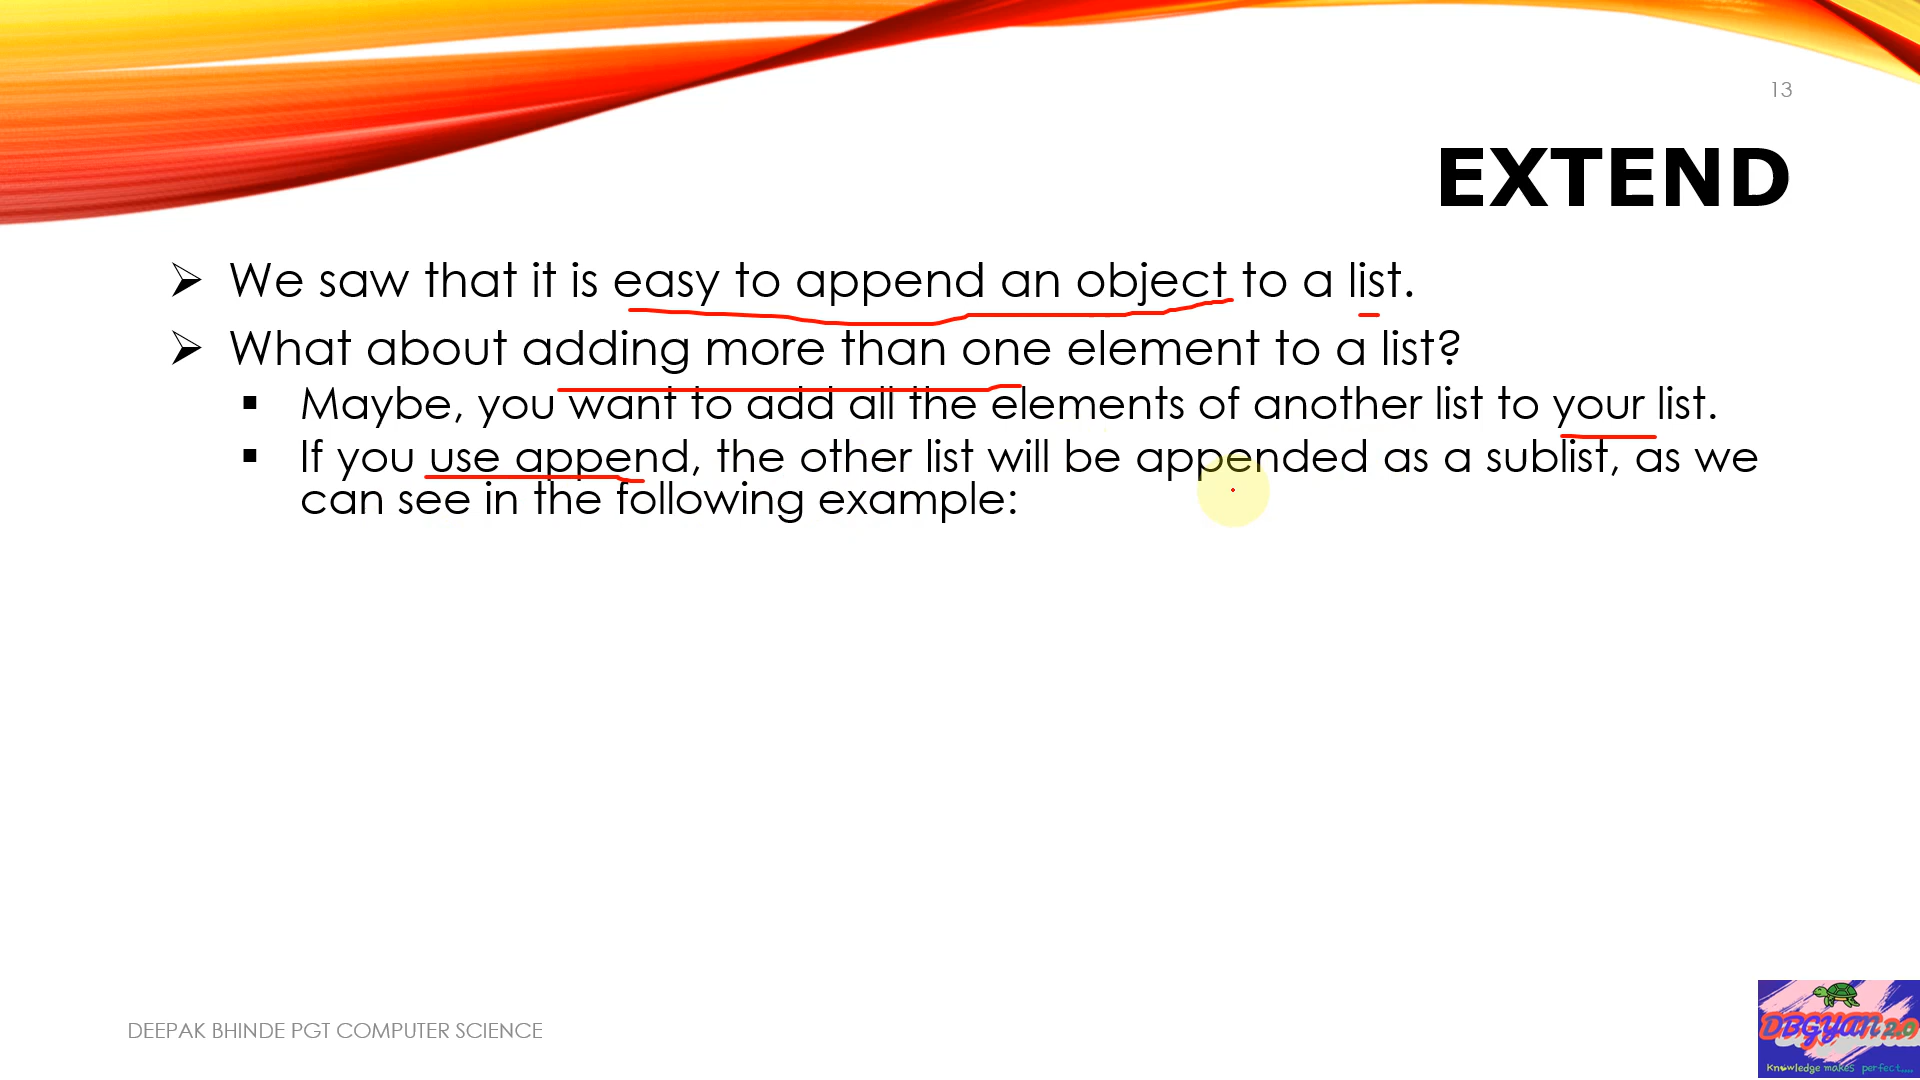 13
EXTEND
➢ We saw that it is easy to append an object to a list.
➢ What about adding more than one element to a list?
▪ Maybe, you want to add all the elements of another list to your list.
▪ If you use append, the other list will be appended as a sublist, as we
can see in the following example:
DEEPAK BHINDE PGT COMPUTER SCIENCE
DBGYAN 2.0
Knowledge makes perfect....